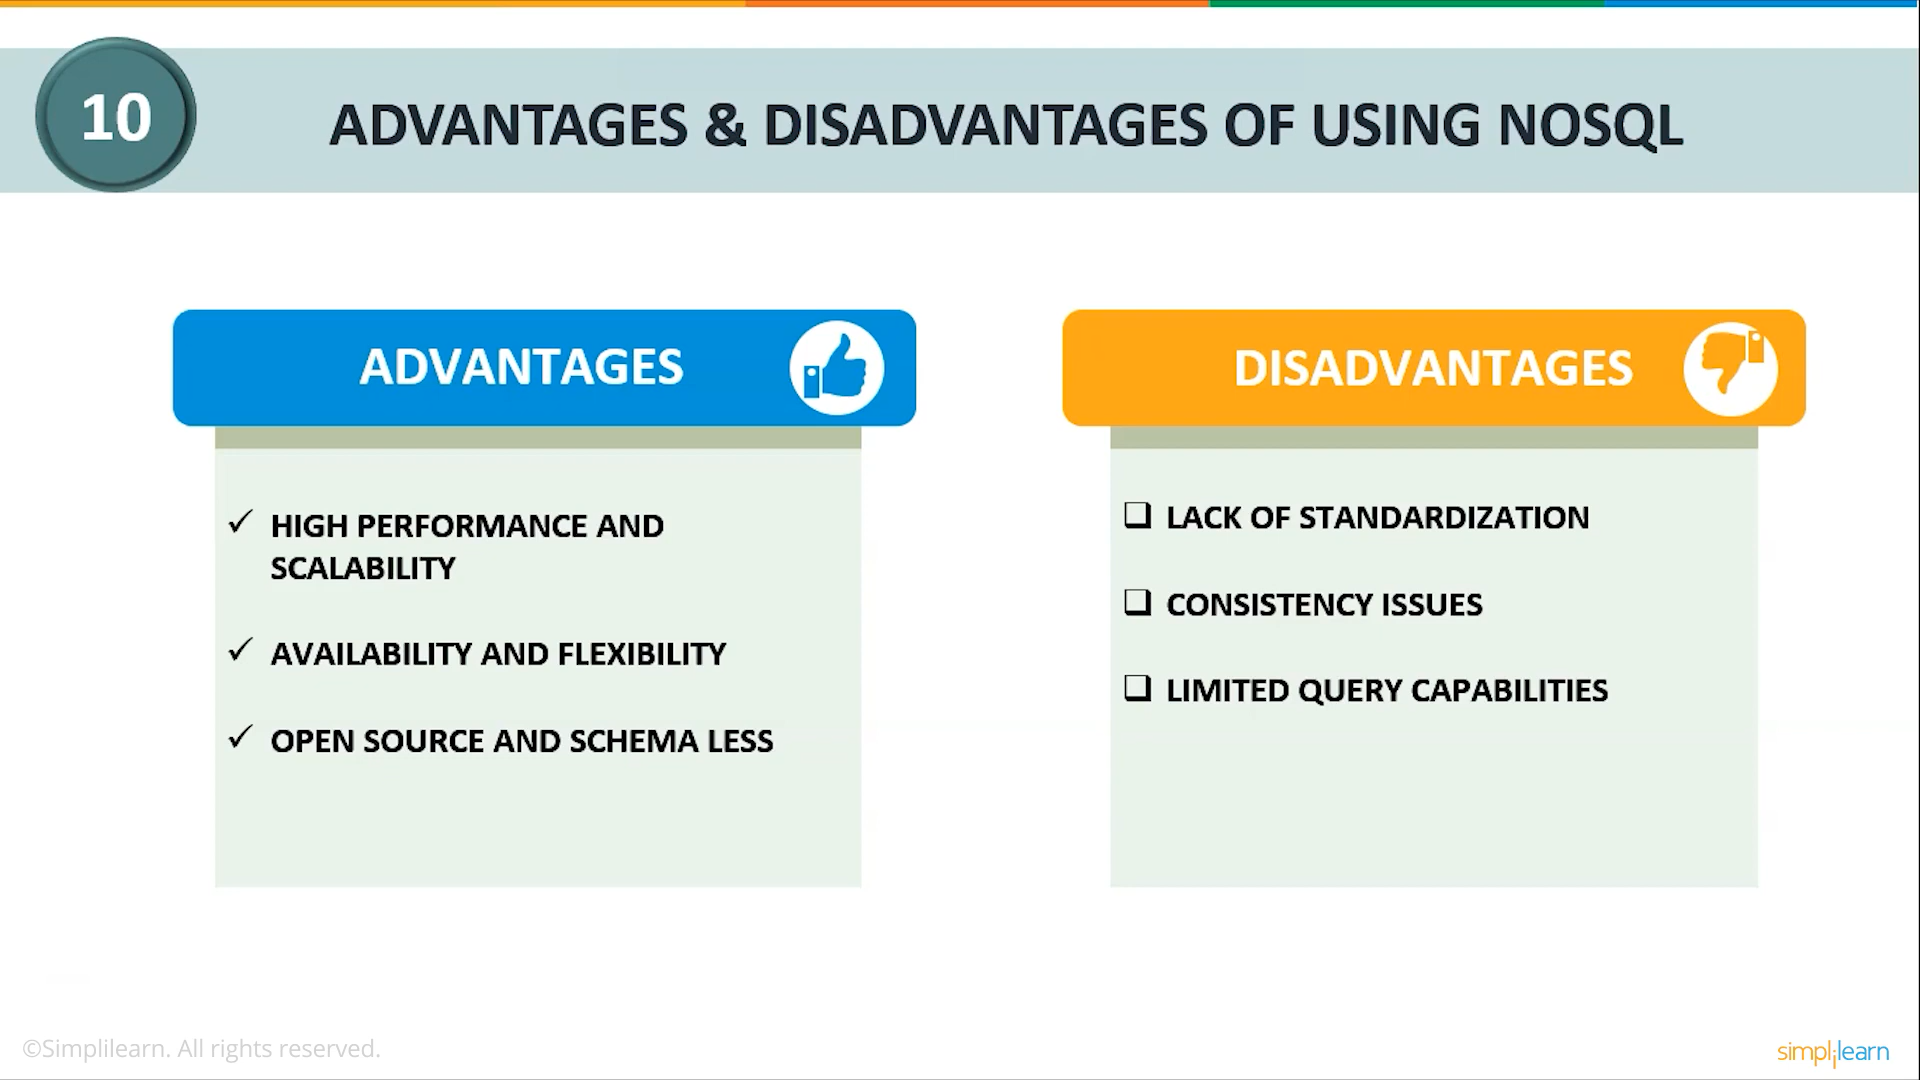 10
ADVANTAGES & DISADVANTAGES OF USING NOSQL
ADVANTAGES
HIGH PERFORMANCE AND
SCALABILITY
AVAILABILITY AND FLEXIBILITY
OPEN SOURCE AND SCHEMA LESS
DISADVANTAGES
LACK OF STANDARDIZATION
CONSISTENCY ISSUES
LIMITED QUERY CAPABILITIES
©Simplilearn. All rights reserved.
simplilearn